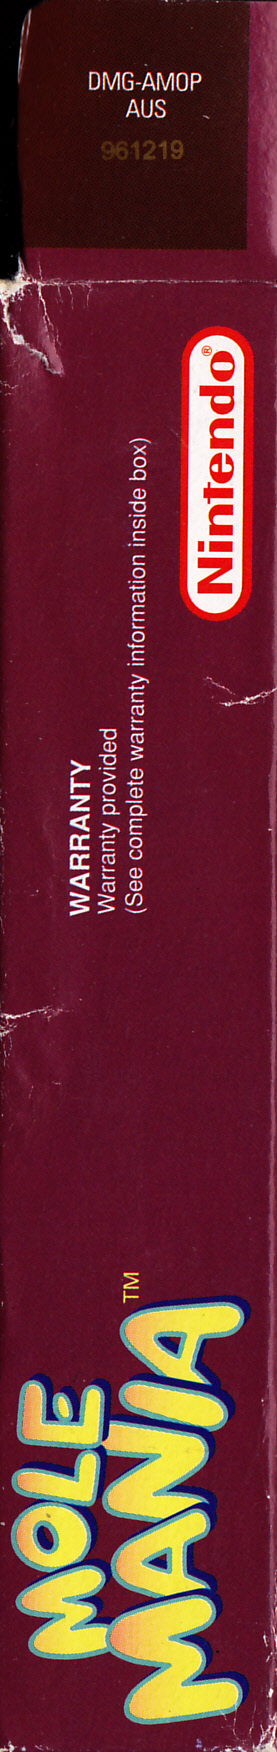 DMG-AMOP
AUS
961219
Nintendo®
WARRANTY
Warranty provided
(See complete warranty information inside box)
MOLE
MANIA™